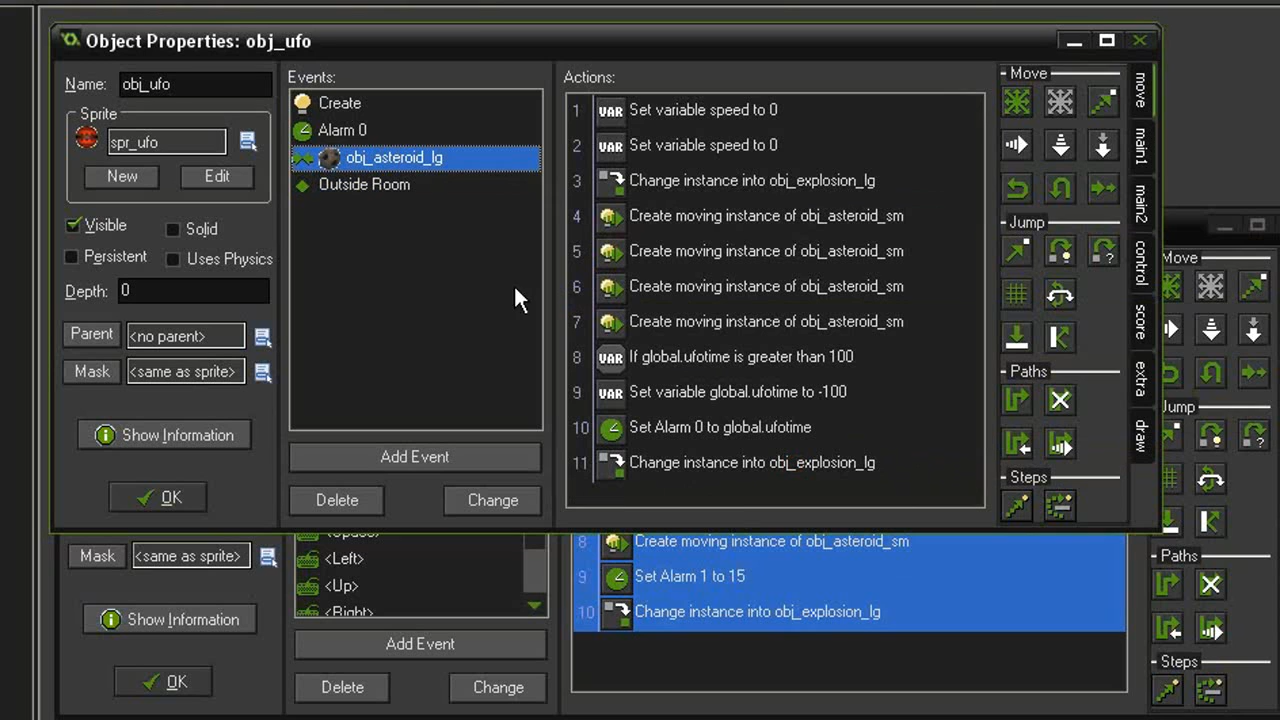 Object Properties: obj_ufo
Name: obj_ufo
Sprite
spr_ufo
New Edit
Visible Solid
Persistent Uses Physics
Depth: 0
Parent <no parent>
Mask <same as sprite>
Show Information
OK
Events:
Create
Alarm 0
obj_asteroid_lg
Outside Room
Add Event
Delete Change
Actions:
1 VAR Set variable speed to 0
2 VAR Set variable speed to 0
3 Change instance into obj_explosion_lg
4 Create moving instance of obj_asteroid_sm
5 Create moving instance of obj_asteroid_sm
6 Create moving instance of obj_asteroid_sm
7 Create moving instance of obj_asteroid_sm
8 VAR If global.ufotime is greater than 100
9 VAR Set variable global.ufotime to -100
10 Set Alarm 0 to global.ufotime
11 Change instance into obj_explosion_lg
Move
Jump
?
Paths
Steps
move
main1
main2
control
score
extra
draw
Mask <same as sprite>
Show Information
OK
<Space>
<Left>
<Up>
<Right>
Add Event
Delete Change
8 Create moving instance of obj_asteroid_sm
9 Set Alarm 1 to 15
10 Change instance into obj_explosion_lg
Move
Jump
?
Paths
Steps